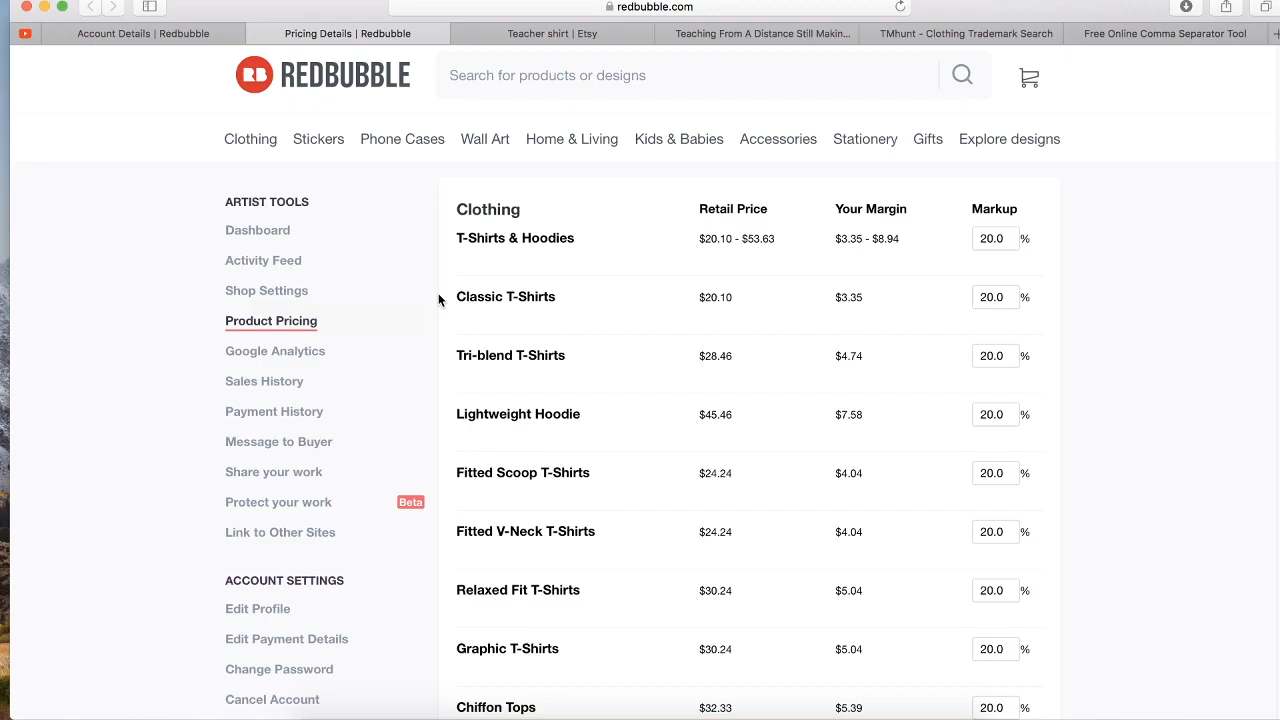 redbubble.com
Account Details | Redbubble
Pricing Details | Redbubble
Teacher shirt | Etsy
Teaching From A Distance Still Makin...
TMhunt - Clothing Trademark Search
Free Online Comma Separator Tool
RB REDBUBBLE
Search for products or designs
Clothing Stickers Phone Cases Wall Art Home & Living Kids & Babies Accessories Stationery Gifts Explore designs
ARTIST TOOLS
Dashboard
Activity Feed
Shop Settings
Product Pricing
Google Analytics
Sales History
Payment History
Message to Buyer
Share your work
Protect your work Beta
Link to Other Sites
ACCOUNT SETTINGS
Edit Profile
Edit Payment Details
Change Password
Cancel Account
Clothing Retail Price Your Margin Markup
T-Shirts & Hoodies $20.10 - $53.63 $3.35 - $8.94 20.0 %
Classic T-Shirts $20.10 $3.35 20.0 %
Tri-blend T-Shirts $28.46 $4.74 20.0 %
Lightweight Hoodie $45.46 $7.58 20.0 %
Fitted Scoop T-Shirts $24.24 $4.04 20.0 %
Fitted V-Neck T-Shirts $24.24 $4.04 20.0 %
Relaxed Fit T-Shirts $30.24 $5.04 20.0 %
Graphic T-Shirts $30.24 $5.04 20.0 %
Chiffon Tops $32.33 $5.39 20.0 %